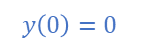 y(0) = 0